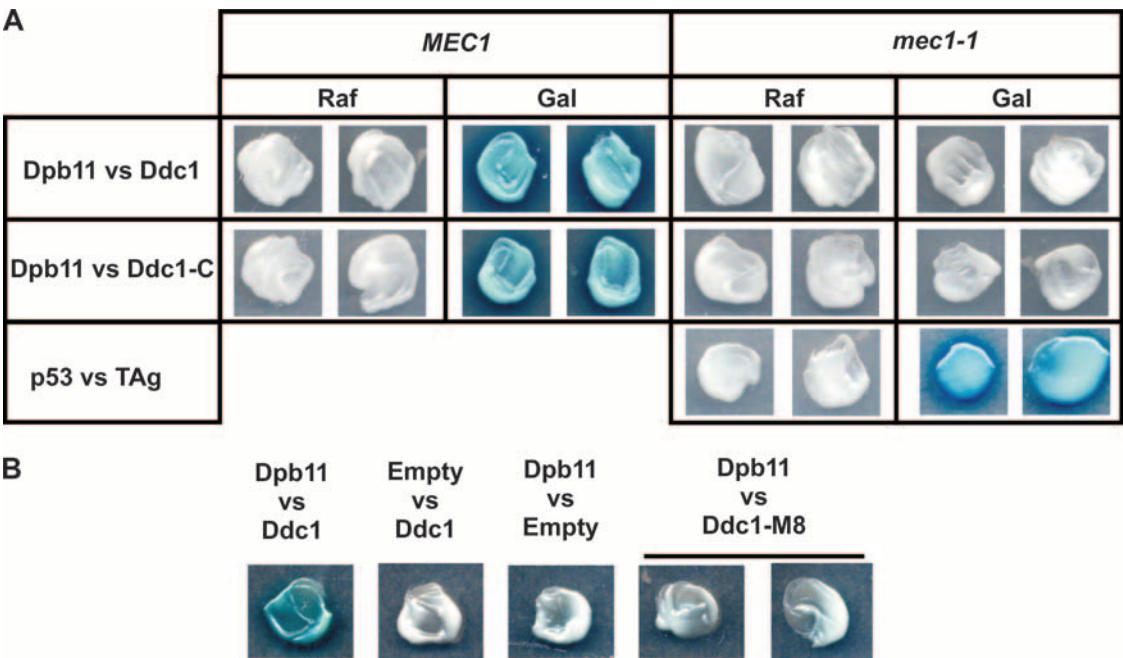 A
MEC1 mec1-1
Raf Gal Raf Gal
Dpb11 vs Ddc1
Dpb11 vs Ddc1-C
p53 vs TAg
B
Dpb11
vs
Ddc1
Empty
vs
Ddc1
Dpb11
vs
Empty
Dpb11
vs
Ddc1-M8